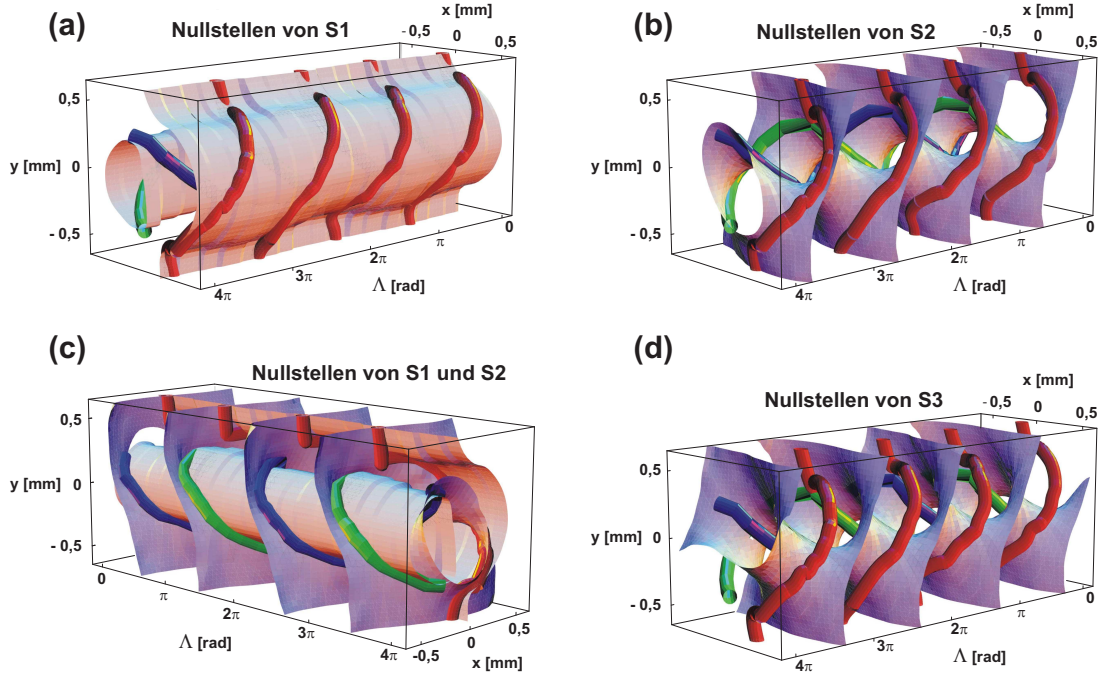 (a)
Nullstellen von S1
x [mm]
- 0,5
0
0,5
0,5
y [mm]
0
- 0,5
4π
3π
2π
π
0
Λ [rad]
(b)
Nullstellen von S2
x [mm]
- 0,5
0
0,5
0,5
y [mm]
0
- 0,5
4π
3π
2π
π
0
Λ [rad]
(c)
Nullstellen von S1 und S2
0,5
y [mm]
0
- 0,5
0
π
2π
3π
4π
Λ [rad]
-0,5
0
0,5
x [mm]
(d)
Nullstellen von S3
x [mm]
- 0,5
0
0,5
0,5
y [mm]
0
- 0,5
4π
3π
2π
π
0
Λ [rad]